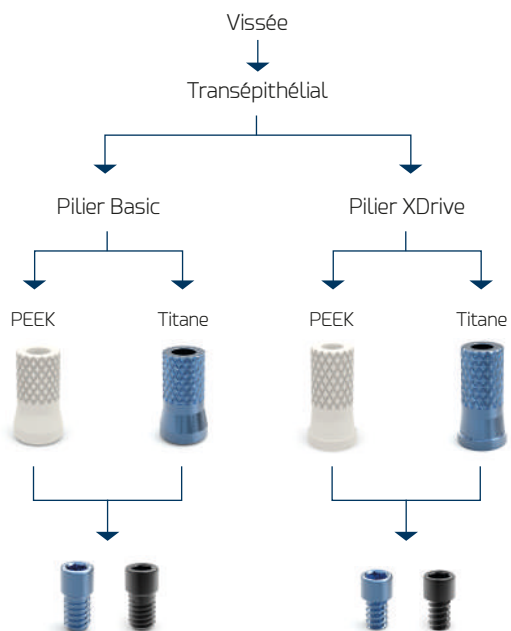 Vissée
Transépithélial
Pilier Basic
Pilier XDrive
PEEK
Titane
PEEK
Titane